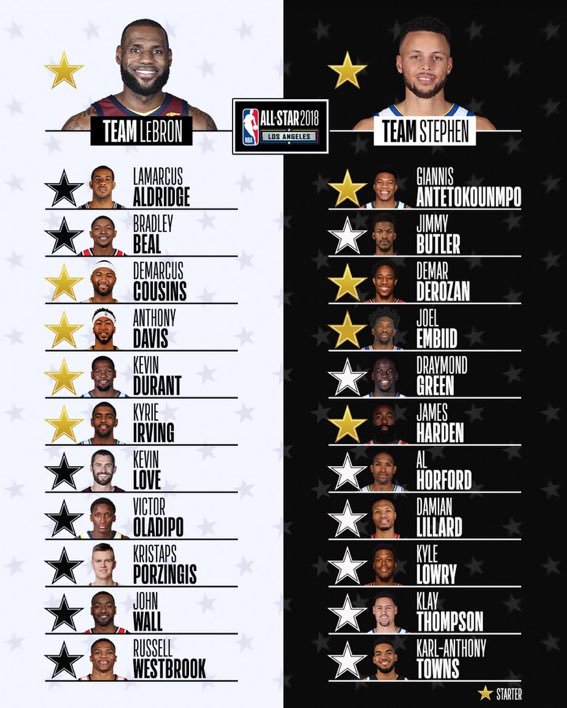 TEAM LEBRON
NBA
ALL-STAR 2018
LOS ANGELES
TEAM STEPHEN
LAMARCUS
ALDRIDGE
BRADLEY
BEAL
DEMARCUS
COUSINS
ANTHONY
DAVIS
KEVIN
DURANT
KYRIE
IRVING
KEVIN
LOVE
VICTOR
OLADIPO
KRISTAPS
PORZINGIS
JOHN
WALL
RUSSELL
WESTBROOK
GIANNIS
ANTETOKOUNMPO
JIMMY
BUTLER
DEMAR
DEROZAN
JOEL
EMBIID
DRAYMOND
GREEN
JAMES
HARDEN
AL
HORFORD
DAMIAN
LILLARD
KYLE
LOWRY
KLAY
THOMPSON
KARL-ANTHONY
TOWNS
STARTER